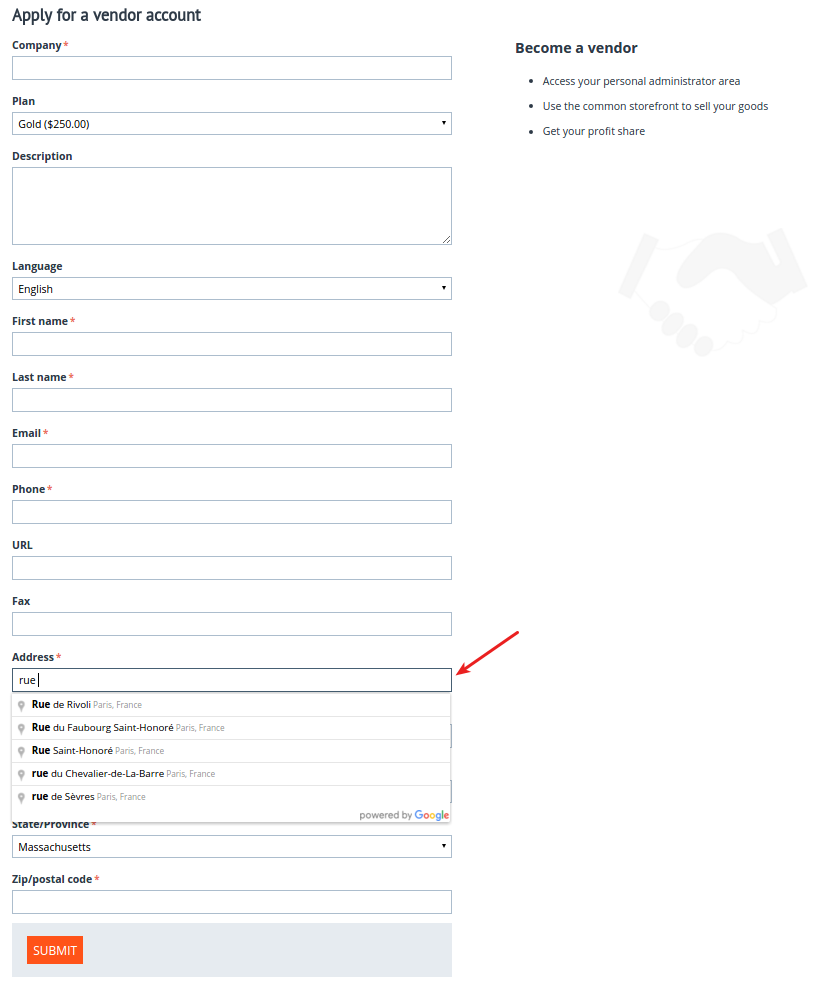 Apply for a vendor account
Company *
Plan
Gold ($250.00)
Description
Language
English
First name *
Last name *
Email *
Phone *
URL
Fax
Address *
rue
Rue de Rivoli Paris, France
Rue du Faubourg Saint-Honoré Paris, France
Rue Saint-Honoré Paris, France
rue du Chevalier-de-La-Barre Paris, France
rue de Sèvres Paris, France
powered by Google
State/Province *
Massachusetts
Zip/postal code *
SUBMIT
Become a vendor
Access your personal administrator area
Use the common storefront to sell your goods
Get your profit share